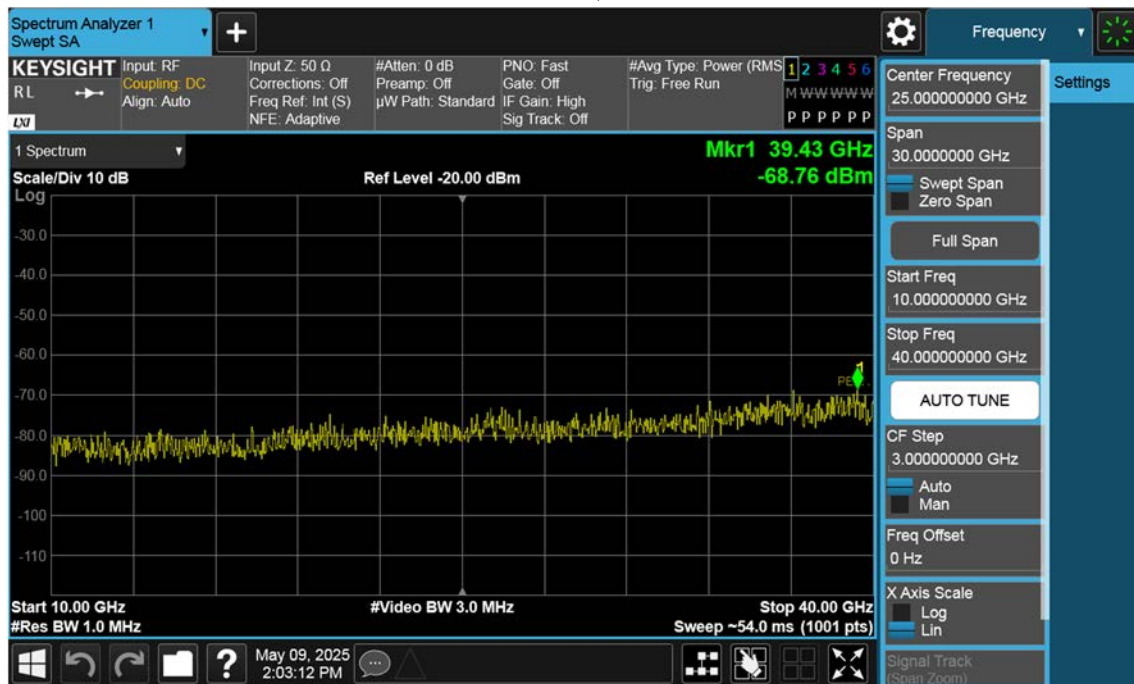 Spectrum Analyzer 1
Swept SA
+
Frequency
KEYSIGHT
RL
LXI
Input: RF
Coupling: DC
Align: Auto
Input Z: 50 Ω
Corrections: Off
Freq Ref: Int (S)
NFE: Adaptive
#Atten: 0 dB
Preamp: Off
µW Path: Standard
PNO: Fast
Gate: Off
IF Gain: High
Sig Track: Off
#Avg Type: Power (RMS
Trig: Free Run
1 2 3 4 5 6
M W W W W W
P P P P P P
1 Spectrum
Mkr1 39.43 GHz
Scale/Div 10 dB
Ref Level -20.00 dBm
-68.76 dBm
Log
-30.0
-40.0
-50.0
-60.0
-70.0
-80.0
-90.0
-100
-110
1
Start 10.00 GHz
#Video BW 3.0 MHz
Stop 40.00 GHz
#Res BW 1.0 MHz
Sweep ~54.0 ms (1001 pts)
?
May 09, 2025
2:03:12 PM
Center Frequency
25.000000000 GHz
Settings
Span
30.0000000 GHz
Swept Span
Zero Span
Full Span
Start Freq
10.000000000 GHz
Stop Freq
40.000000000 GHz
AUTO TUNE
CF Step
3.000000000 GHz
Auto
Man
Freq Offset
0 Hz
X Axis Scale
Log
Lin
Signal Track
(Span Zoom)